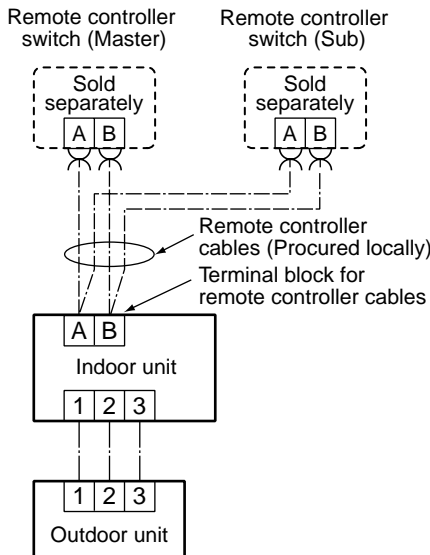 Remote controller
switch (Master)
Remote controller
switch (Sub)
Sold
separately
A B
Sold
separately
A B
Remote controller
cables (Procured locally)
Terminal block for
remote controller cables
A B
Indoor unit
1 2 3
1 2 3
Outdoor unit